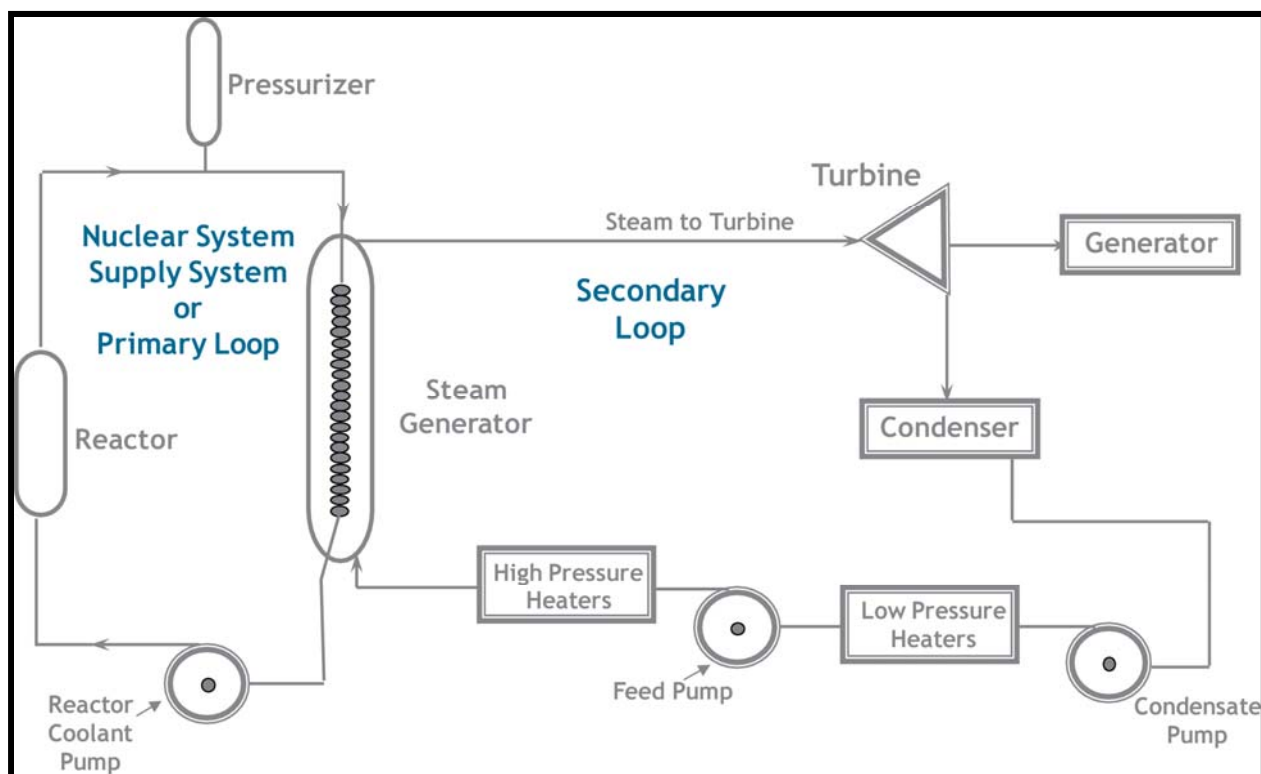 Pressurizer
Turbine
Steam to Turbine
Generator
Nuclear System
Supply System
or
Primary Loop
Secondary
Loop
Steam
Generator
Reactor
Condenser
High Pressure
Heaters
Low Pressure
Heaters
Feed Pump
Reactor
Coolant
Pump
Condensate
Pump